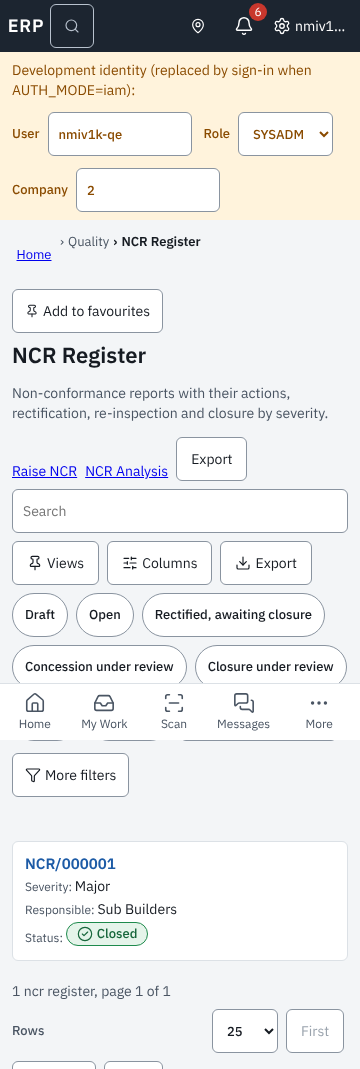 ERP
6
nmiv1...
Development identity (replaced by sign-in when
AUTH_MODE=iam):
User nmiv1k-qe Role SYSADM
Company 2
Home › Quality › NCR Register
Add to favourites
NCR Register
Non-conformance reports with their actions,
rectification, re-inspection and closure by severity.
Raise NCR NCR Analysis Export
Search
Views Columns Export
Draft Open Rectified, awaiting closure
Concession under review Closure under review
Home My Work Scan Messages More
More filters
NCR/000001
Severity: Major
Responsible: Sub Builders
Status: Closed
1 ncr register, page 1 of 1
Rows 25 First